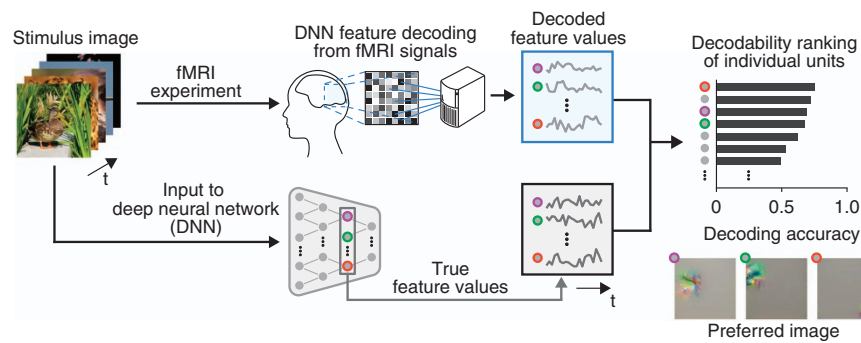 Stimulus image
t
fMRI
experiment
DNN feature decoding
from fMRI signals
Decoded
feature values
Decodability ranking
of individual units
0
0.5
1.0
Decoding accuracy
Input to
deep neural network
(DNN)
True
feature values
t
Preferred image